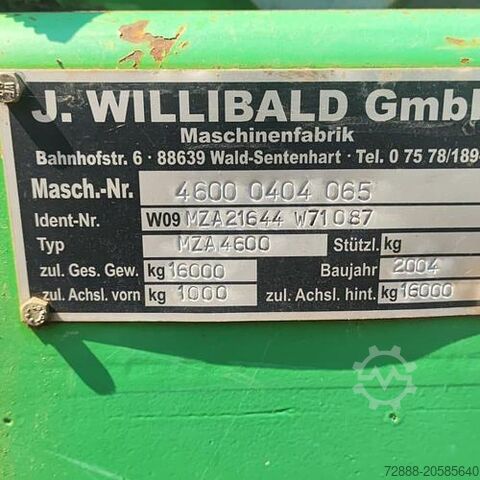 J. WILLIBALD GmbH
Maschinenfabrik
Bahnhofstr. 6 · 88639 Wald-Sentenhart · Tel. 0 75 78/189-
Masch.-Nr. 4600 0404 065
Ident-Nr. W09 MZA21644 W71087
Typ MZA4600 Stützl. kg
zul. Ges. Gew. kg 16000 Baujahr 2004
zul. Achsl. vorn kg 1000 zul. Achsl. hint. kg 16000
72888-20585640